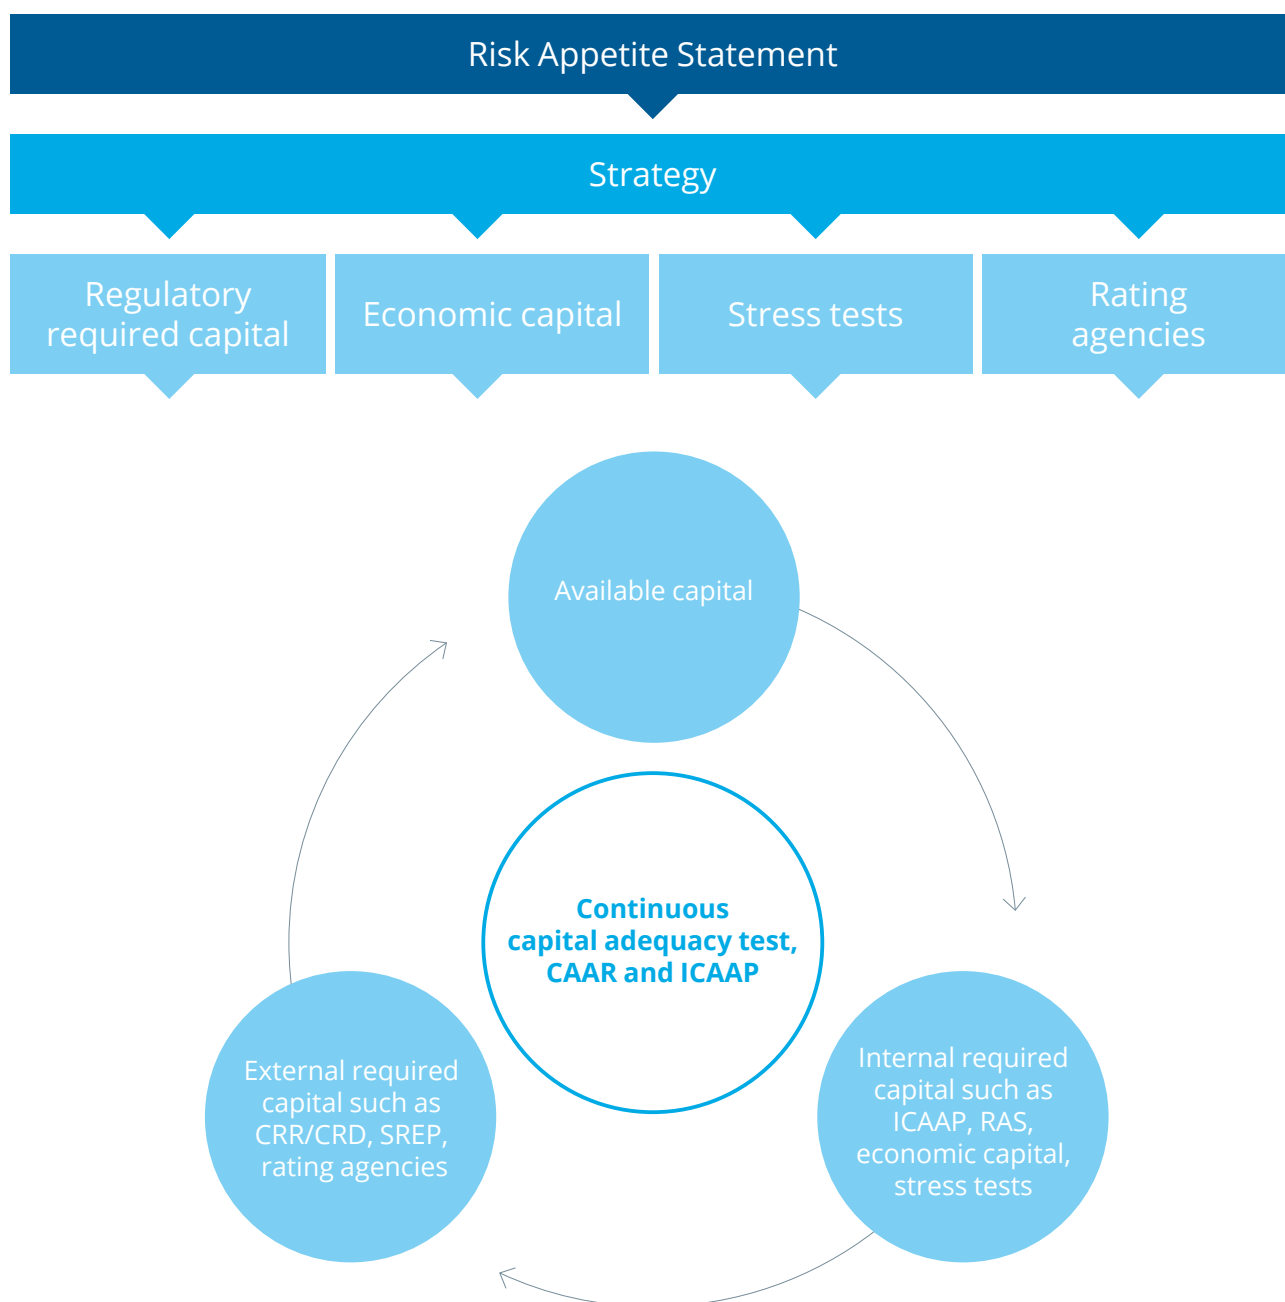 Risk Appetite Statement
Strategy
Regulatory
required capital
Economic capital
Stress tests
Rating
agencies
Available capital
Continuous
capital adequacy test,
CAAR and ICAAP
External required
capital such as
CRR/CRD, SREP,
rating agencies
Internal required
capital such as
ICAAP, RAS,
economic capital,
stress tests